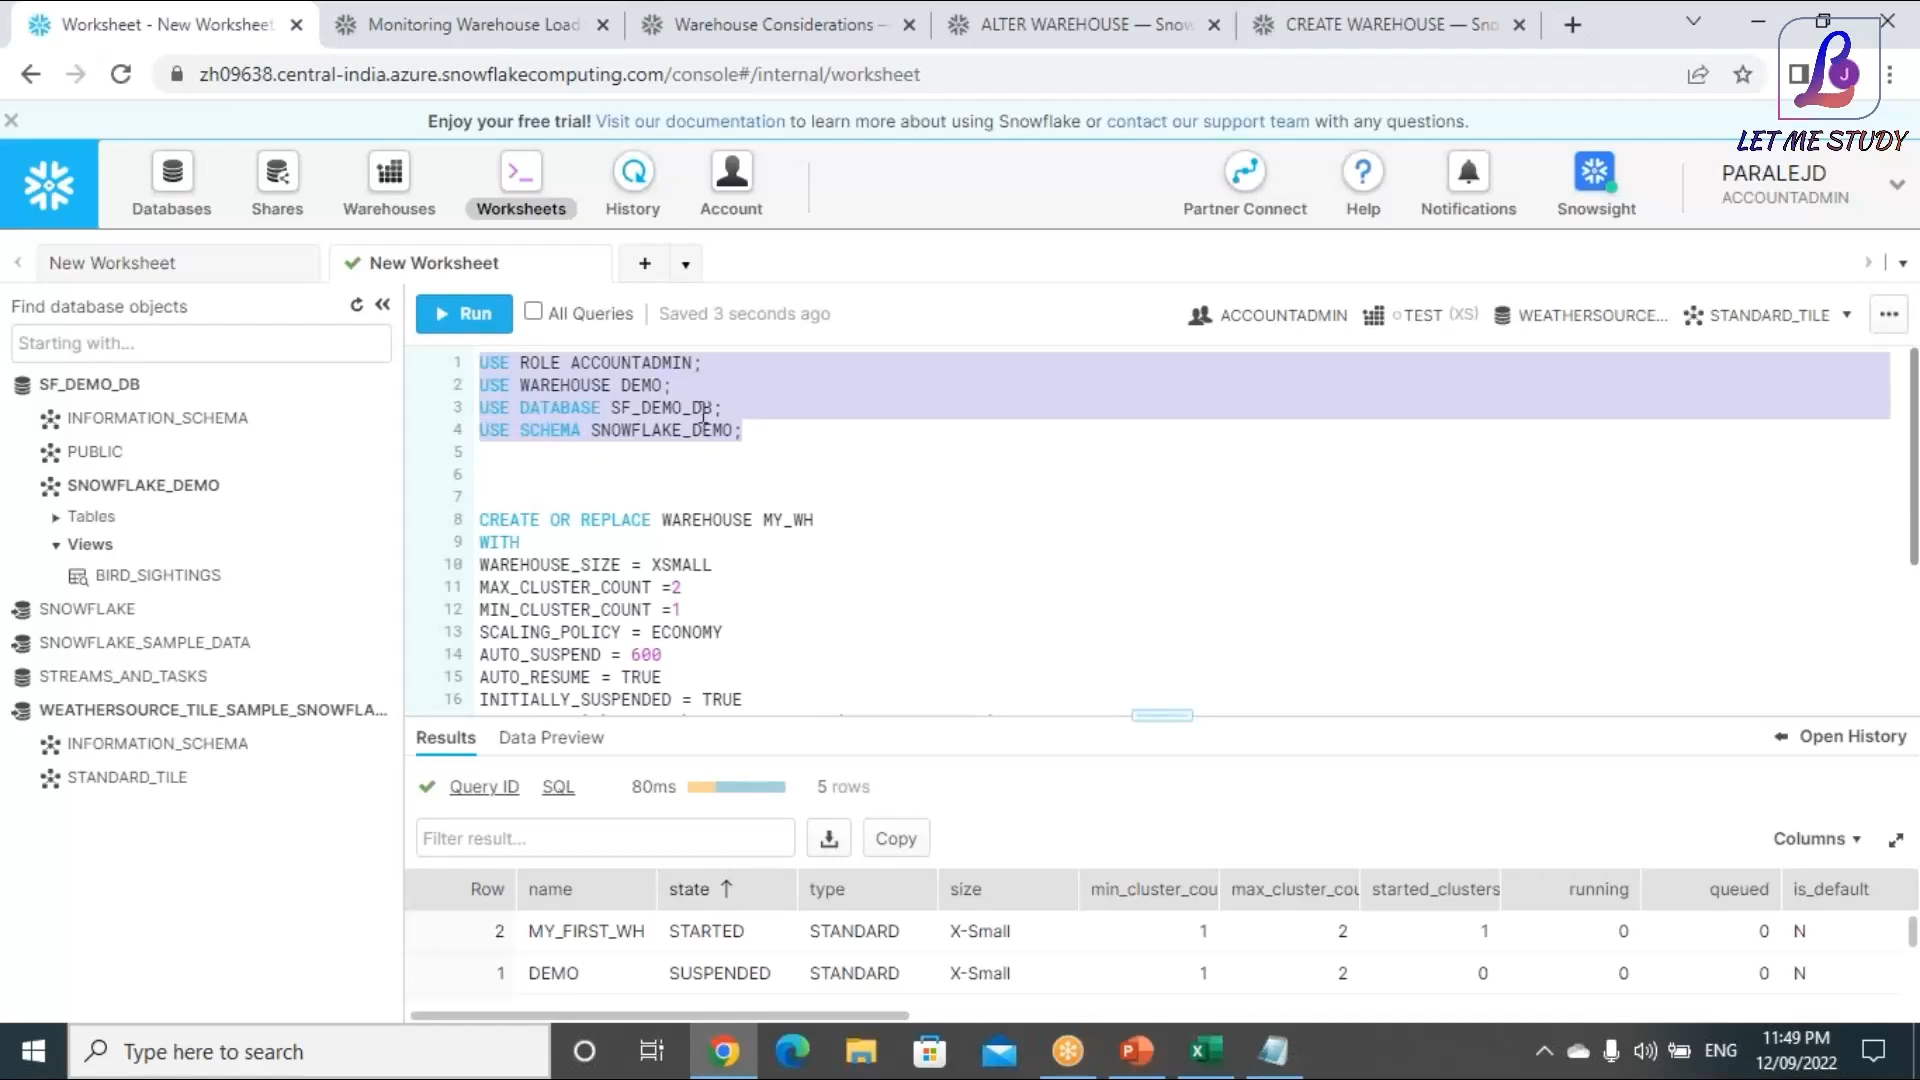 Worksheet - New Worksheet
Monitoring Warehouse Load
Warehouse Considerations —
ALTER WAREHOUSE — Snow
CREATE WAREHOUSE — Sno
zh09638.central-india.azure.snowflakecomputing.com/console#/internal/worksheet
J
LET ME STUDY
Enjoy your free trial! Visit our documentation to learn more about using Snowflake or contact our support team with any questions.
Databases
Shares
Warehouses
Worksheets
History
Account
Partner Connect
Help
Notifications
Snowsight
PARALEJD
ACCOUNTADMIN
New Worksheet
New Worksheet
Find database objects
Starting with...
SF_DEMO_DB
INFORMATION_SCHEMA
PUBLIC
SNOWFLAKE_DEMO
Tables
Views
BIRD_SIGHTINGS
SNOWFLAKE
SNOWFLAKE_SAMPLE_DATA
STREAMS_AND_TASKS
WEATHERSOURCE_TILE_SAMPLE_SNOWFLA...
INFORMATION_SCHEMA
STANDARD_TILE
Run
All Queries
Saved 3 seconds ago
ACCOUNTADMIN
TEST (XS)
WEATHERSOURCE...
STANDARD_TILE
1 USE ROLE ACCOUNTADMIN;
2 USE WAREHOUSE DEMO;
3 USE DATABASE SF_DEMO_DB;
4 USE SCHEMA SNOWFLAKE_DEMO;
5
6
7
8 CREATE OR REPLACE WAREHOUSE MY_WH
9 WITH
10 WAREHOUSE_SIZE = XSMALL
11 MAX_CLUSTER_COUNT =2
12 MIN_CLUSTER_COUNT =1
13 SCALING_POLICY = ECONOMY
14 AUTO_SUSPEND = 600
15 AUTO_RESUME = TRUE
16 INITIALLY_SUSPENDED = TRUE
Results
Data Preview
Open History
Query ID
SQL
80ms
5 rows
Filter result...
Copy
Columns
Row name state ↑ type size min_cluster_cou max_cluster_cou started_clusters running queued is_default
2 MY_FIRST_WH STARTED STANDARD X-Small 1 2 1 0 0 N
1 DEMO SUSPENDED STANDARD X-Small 1 2 0 0 0 N
Type here to search
ENG
11:49 PM
12/09/2022